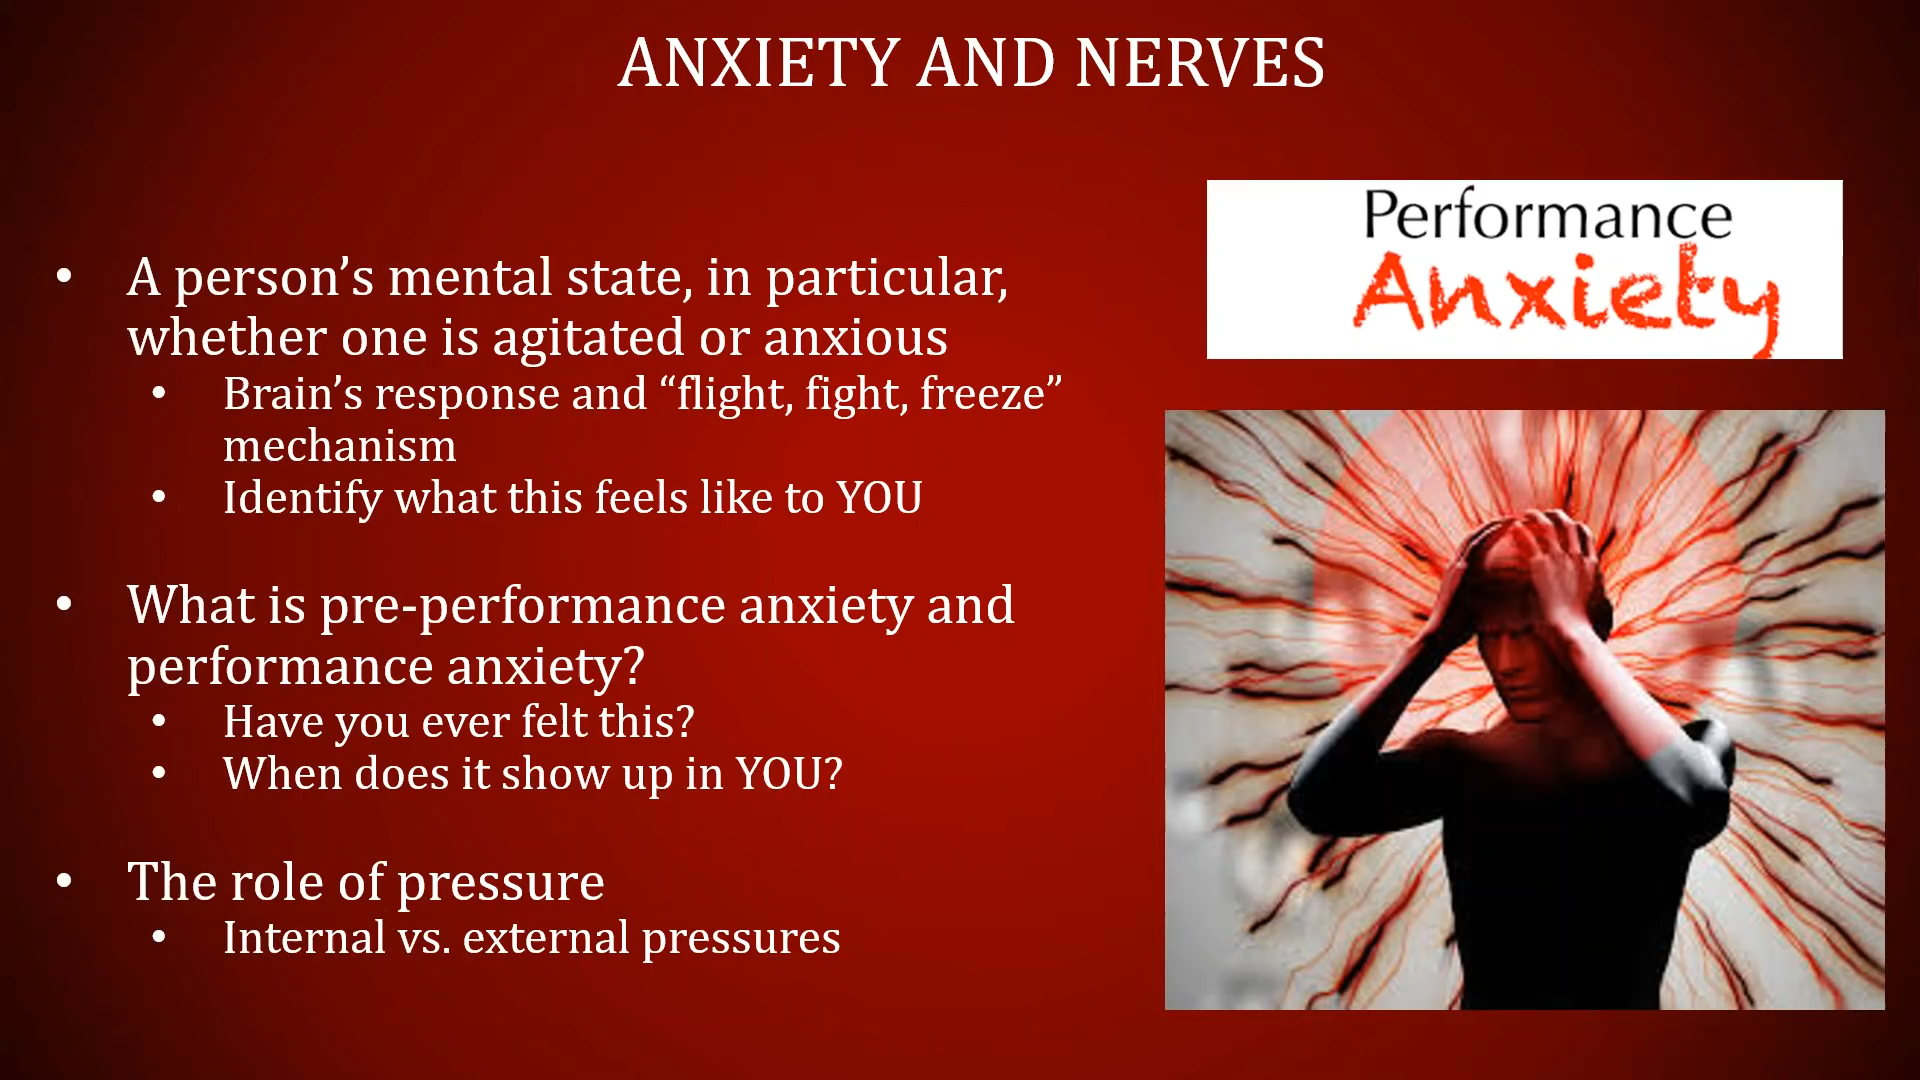 ANXIETY AND NERVES
• A person’s mental state, in particular,
whether one is agitated or anxious
• Brain’s response and “flight, fight, freeze”
mechanism
• Identify what this feels like to YOU
• What is pre-performance anxiety and
performance anxiety?
• Have you ever felt this?
• When does it show up in YOU?
• The role of pressure
• Internal vs. external pressures
Performance
Anxiety